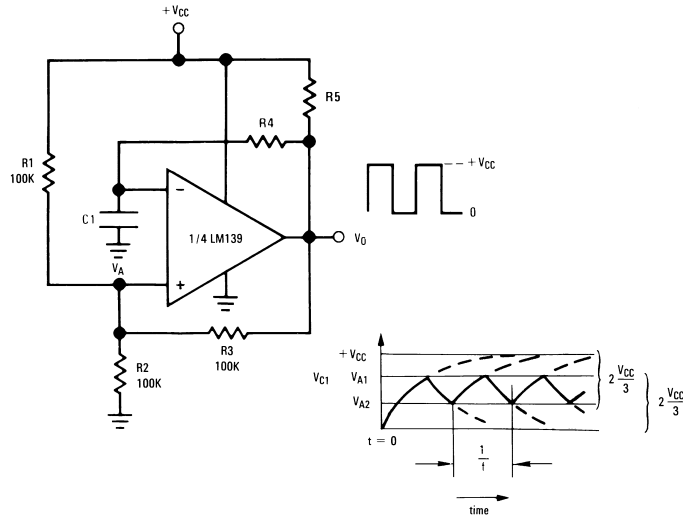 + VCC
R5
R4
R1
100K
C1
−
1/4 LM139
+
VA
VO
R3
100K
R2
100K
+ VCC
0
+ VCC
VC1
VA1
VA2
t = 0
2 VCC
3
2 VCC
3
1
f
time